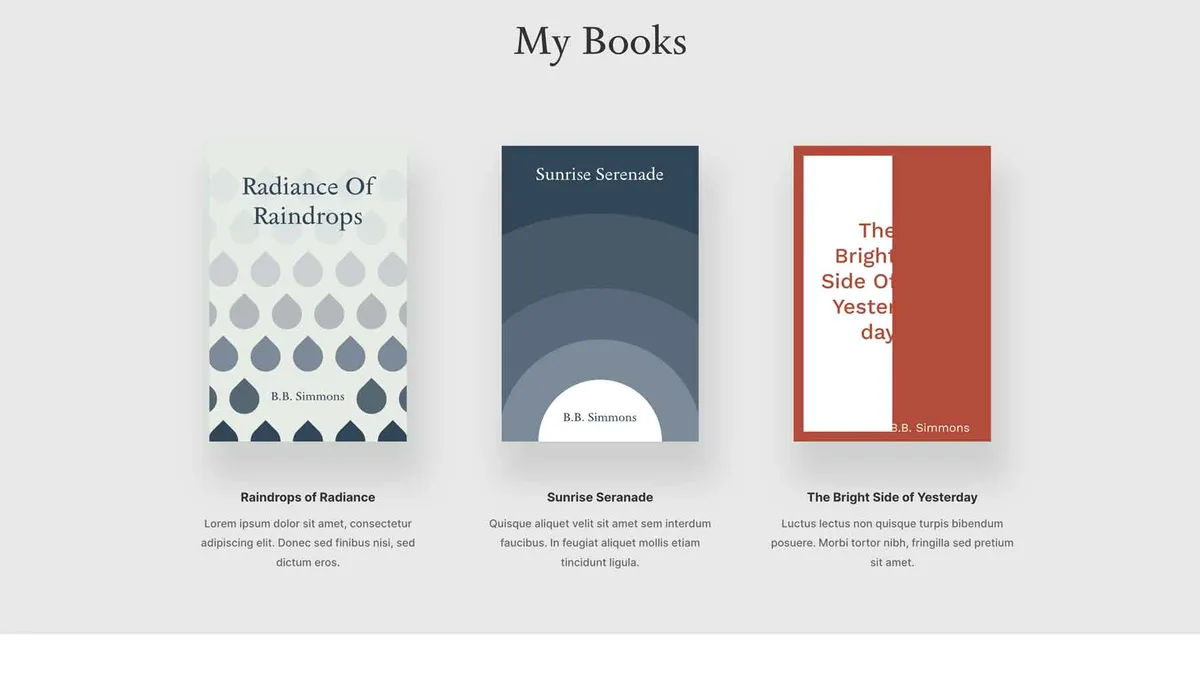 My Books
Radiance Of
Raindrops
B.B. Simmons
Sunrise Serenade
B.B. Simmons
The
Bright
Side Of
Yester
day
B.B. Simmons
Raindrops of Radiance
Lorem ipsum dolor sit amet, consectetur
adipiscing elit. Donec sed finibus nisi, sed
dictum eros.
Sunrise Seranade
Quisque aliquet velit sit amet sem interdum
faucibus. In feugiat aliquet mollis etiam
tincidunt ligula.
The Bright Side of Yesterday
Luctus lectus non quisque turpis bibendum
posuere. Morbi tortor nibh, fringilla sed pretium
sit amet.